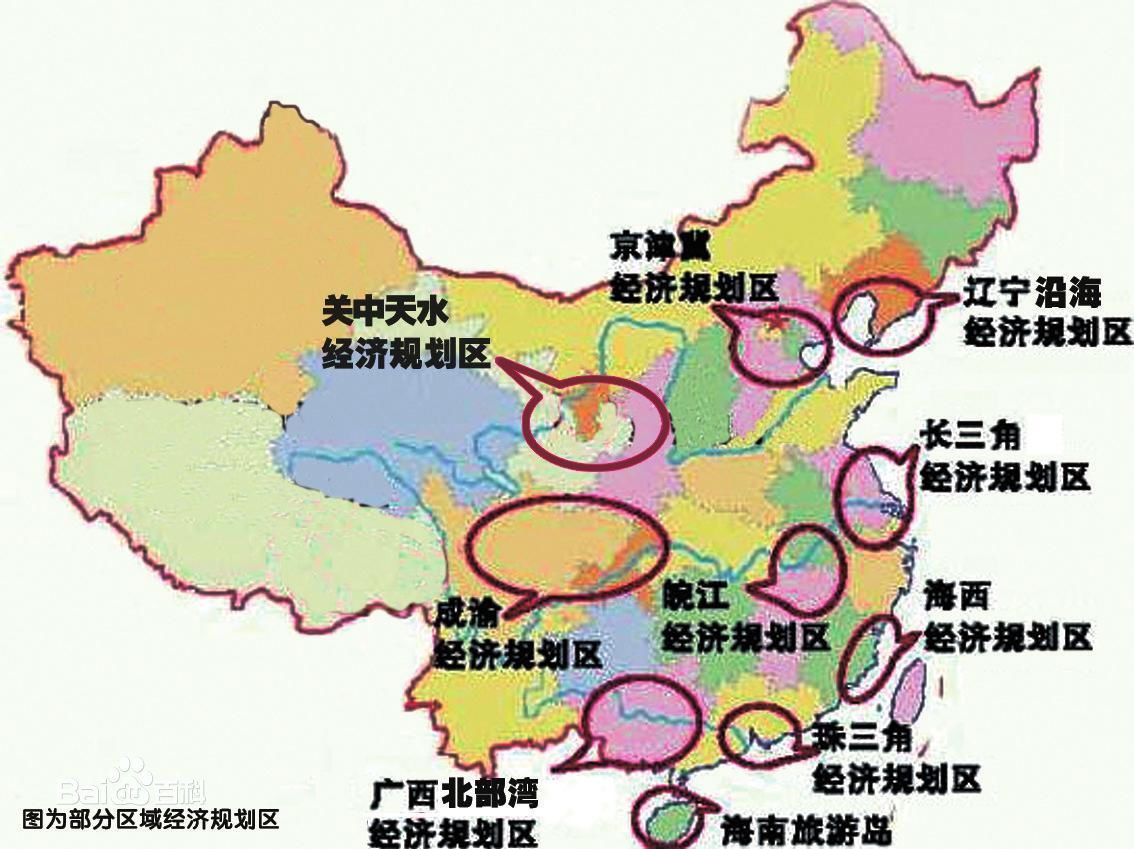 京津冀
经济规划区
辽宁沿海
经济规划区
关中天水
经济规划区
长三角
经济规划区
成渝
经济规划区
皖江
经济规划区
海西
经济规划区
珠三角
经济规划区
广西北部湾
经济规划区
海南旅游岛
Bai百科
图为部分区域经济规划区